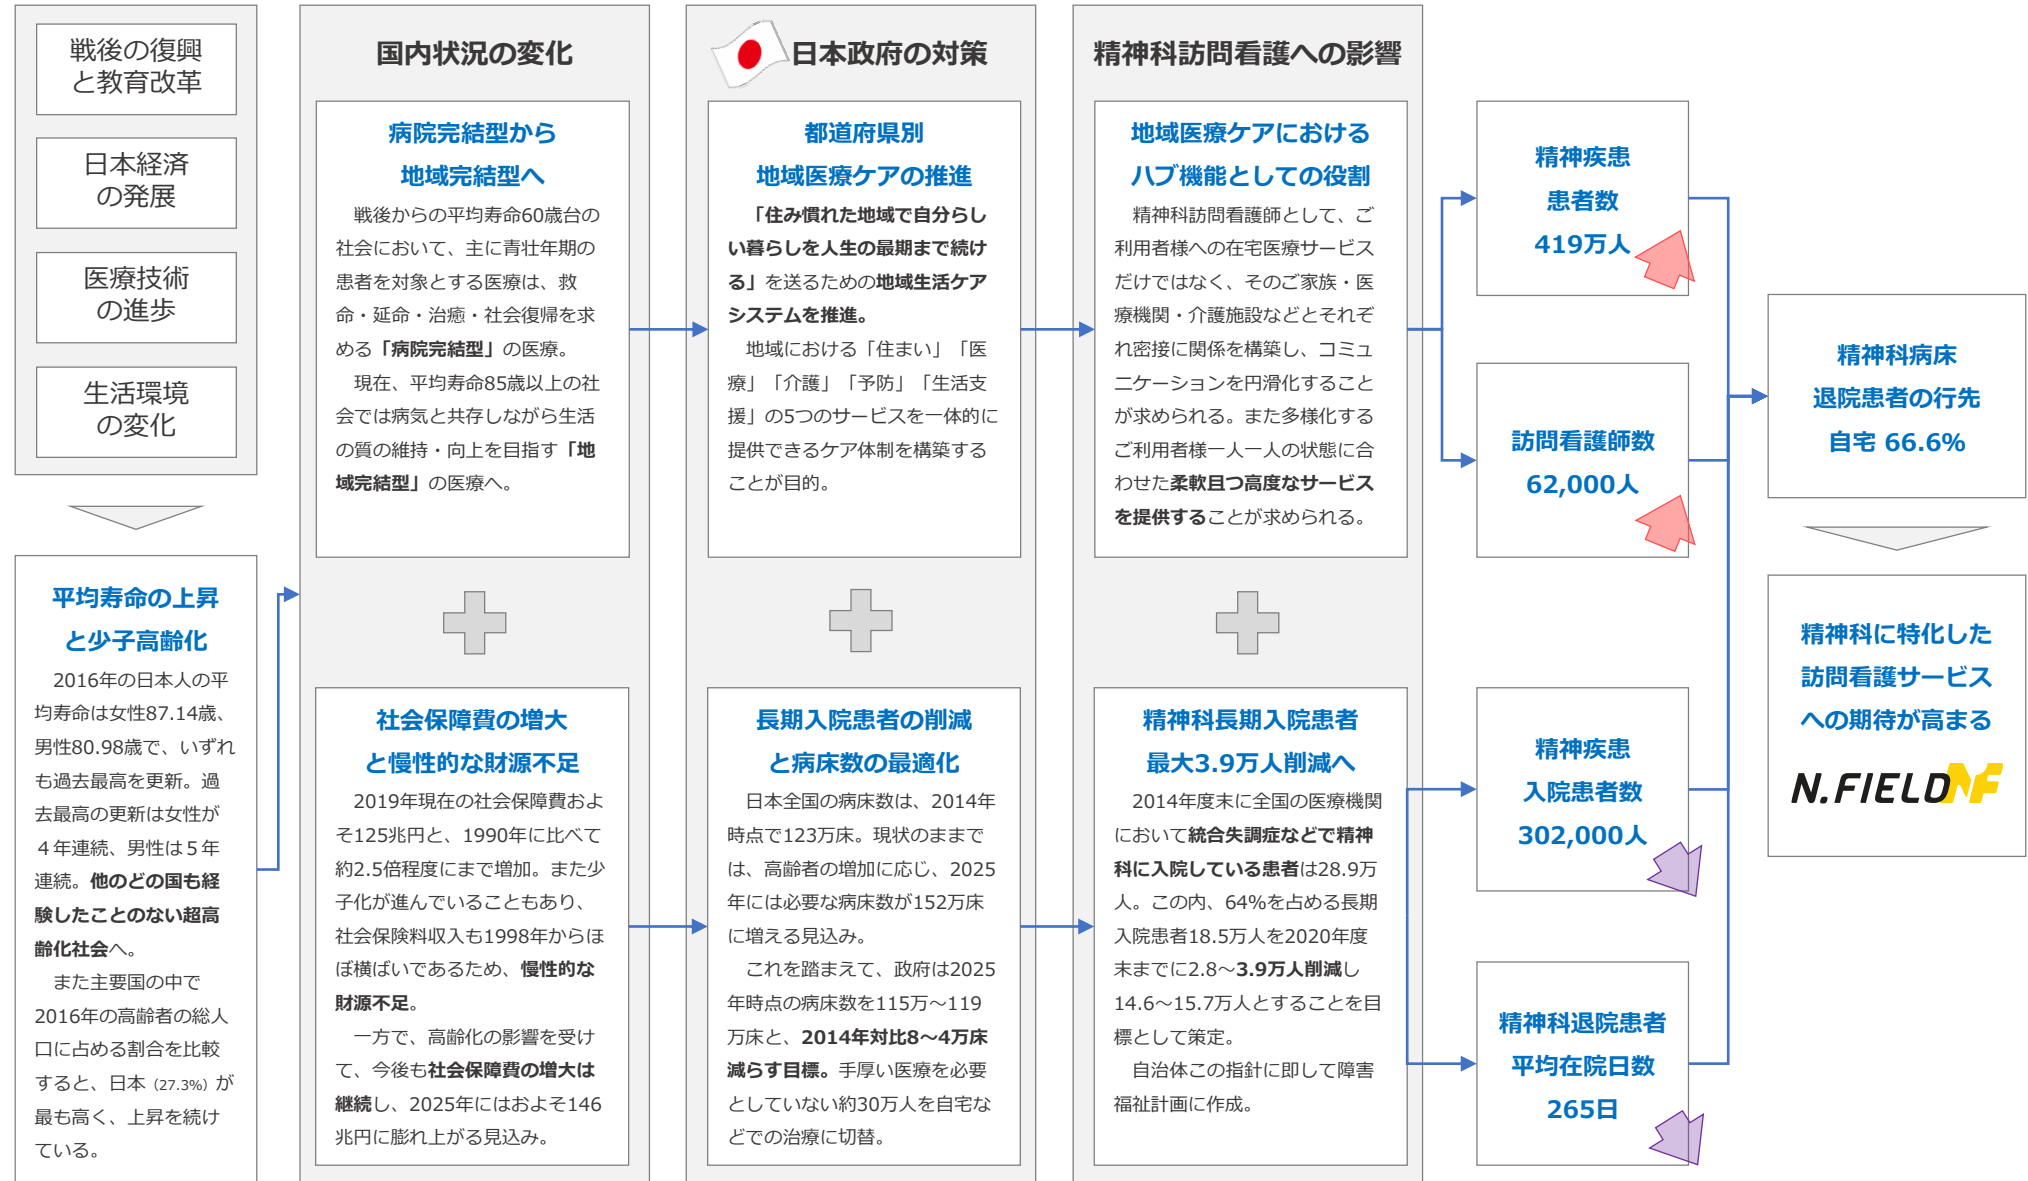 戦後の復興
と教育改革
日本経済
の発展
医療技術
の進歩
生活環境
の変化
平均寿命の上昇
と少子高齢化
2016年の日本人の平
均寿命は女性87.14歳、
男性80.98歳で、いずれ
も過去最高を更新。過
去最高の更新は女性が
４年連続、男性は５年
連続。他のどの国も経
験したことのない超高
齢化社会へ。
また主要国の中で
2016年の高齢者の総人
口に占める割合を比較
すると、日本（27.3%）が
最も高く、上昇を続け
ている。
国内状況の変化
病院完結型から
地域完結型へ
戦後からの平均寿命60歳台の
社会において、主に青壮年期の
患者を対象とする医療は、救
命・延命・治癒・社会復帰を求
める「病院完結型」の医療。
現在、平均寿命85歳以上の社
会では病気と共存しながら生活
の質の維持・向上を目指す「地
域完結型」の医療へ。
社会保障費の増大
と慢性的な財源不足
2019年現在の社会保障費およ
そ125兆円と、1990年に比べて
約2.5倍程度にまで増加。また少
子化が進んでいることもあり、
社会保険料収入も1998年からほ
ぼ横ばいであるため、慢性的な
財源不足。
一方で、高齢化の影響を受け
て、今後も社会保障費の増大は
継続し、2025年にはおよそ146
兆円に膨れ上がる見込み。
日本政府の対策
都道府県別
地域医療ケアの推進
「住み慣れた地域で自分らし
い暮らしを人生の最期まで続け
る」を送るための地域生活ケア
システムを推進。
地域における「住まい」「医
療」「介護」「予防」「生活支
援」の5つのサービスを一体的に
提供できるケア体制を構築する
ことが目的。
長期入院患者の削減
と病床数の最適化
日本全国の病床数は、2014年
時点で123万床。現状のままで
は、高齢者の増加に応じ、2025
年には必要な病床数が152万床
に増える見込み。
これを踏まえて、政府は2025
年時点の病床数を115万～119
万床と、2014年対比8～4万床
減らす目標。手厚い医療を必要
としていない約30万人を自宅な
どでの治療に切替。
精神科訪問看護への影響
地域医療ケアにおける
ハブ機能としての役割
精神科訪問看護師として、ご
利用者様への在宅医療サービス
だけではなく、そのご家族・医
療機関・介護施設などとそれぞ
れ密接に関係を構築し、コミュ
ニケーションを円滑化すること
が求められる。また多様化する
ご利用者様一人一人の状態に合
わせた柔軟且つ高度なサービス
を提供することが求められる。
精神科長期入院患者
最大3.9万人削減へ
2014年度末に全国の医療機関
において統合失調症などで精神
科に入院している患者は28.9万
人。この内、64%を占める長期
入院患者18.5万人を2020年度
末までに2.8～3.9万人削減し
14.6～15.7万人とすることを目
標として策定。
自治体この指針に即して障害
福祉計画に作成。
精神疾患
患者数
419万人
訪問看護師数
62,000人
精神疾患
入院患者数
302,000人
精神科退院患者
平均在院日数
265日
精神科病床
退院患者の行先
自宅 66.6%
精神科に特化した
訪問看護サービス
への期待が高まる
N.FIELD NF